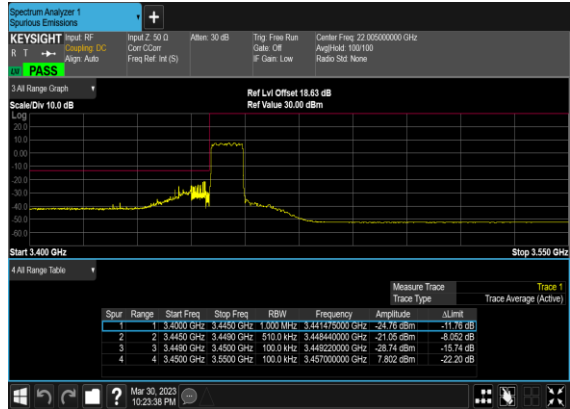 Spectrum Analyzer 1
Spurious Emissions
KEYSIGHT
R T
Input: RF
Coupling: DC
Align: Auto
Input Z: 50 Ω
Corr CCorr
Freq Ref: Int (S)
Atten: 30 dB
Trig: Free Run
Gate: Off
IF Gain: Low
Center Freq: 22.005000000 GHz
Avg|Hold: 100/100
Radio Std: None
PASS
3 All Range Graph
Scale/Div 10.0 dB
Ref Lvl Offset 18.63 dB
Ref Value 30.00 dBm
Log
20.0
10.0
0.00
-10.0
-20.0
-30.0
-40.0
-50.0
-60.0
Start 3.400 GHz
Stop 3.550 GHz
4 All Range Table
Measure Trace Trace 1
Trace Type Trace Average (Active)
Spur Range Start Freq Stop Freq RBW Frequency Amplitude ΔLimit
1 1 3.4000 GHz 3.4450 GHz 1.000 MHz 3.441475000 GHz -24.76 dBm -11.76 dB
2 2 3.4450 GHz 3.4490 GHz 510.0 kHz 3.448440000 GHz -21.05 dBm -8.052 dB
3 3 3.4490 GHz 3.4500 GHz 100.0 kHz 3.449220000 GHz -28.74 dBm -15.74 dB
4 4 3.4500 GHz 3.5500 GHz 100.0 kHz 3.457000000 GHz 7.802 dBm -22.20 dB
Mar 30, 2023
10:23:38 PM